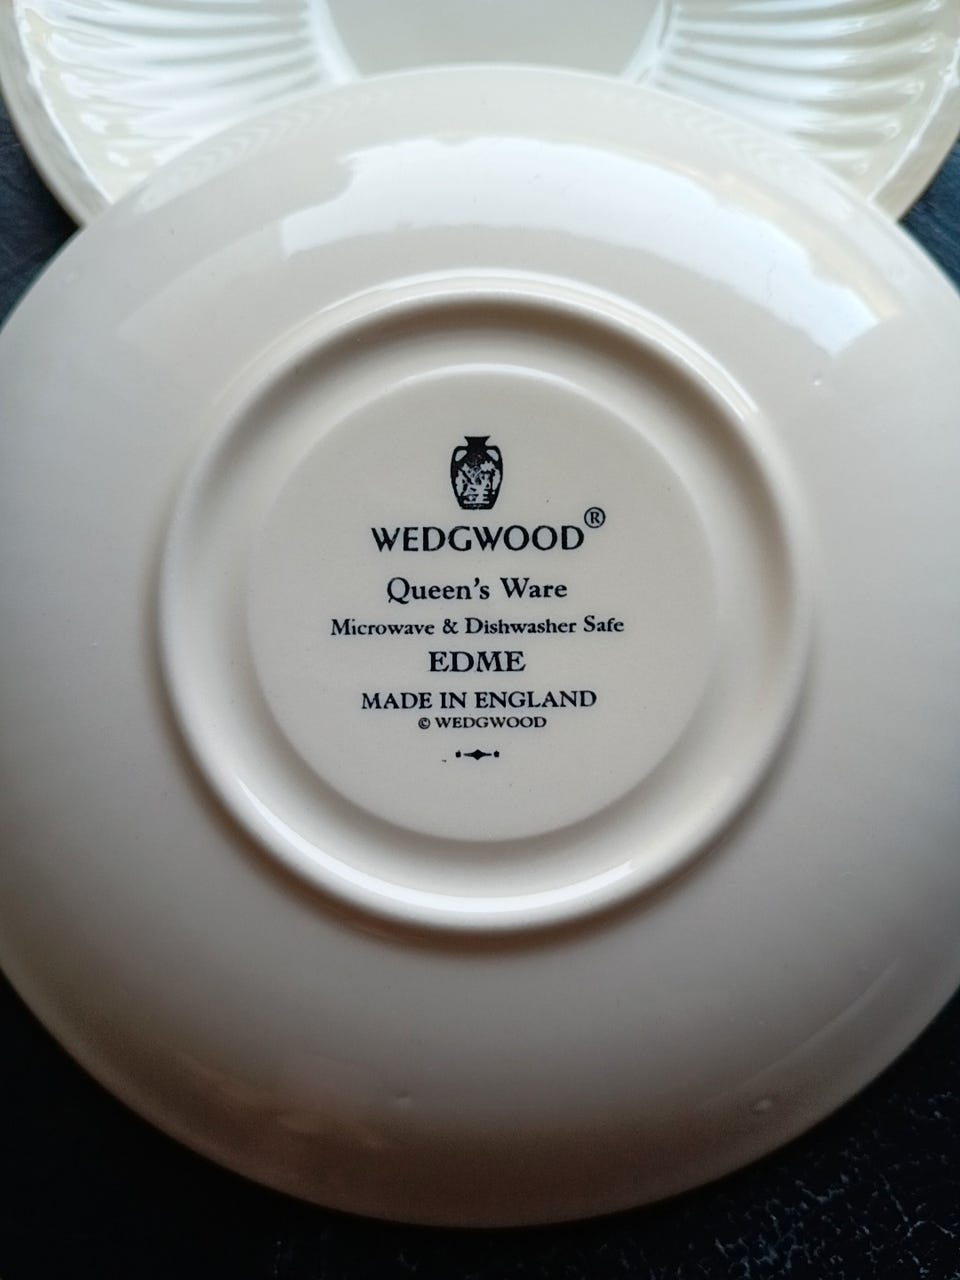 WEDGWOOD®
Queen's Ware
Microwave & Dishwasher Safe
EDME
MADE IN ENGLAND
© WEDGWOOD